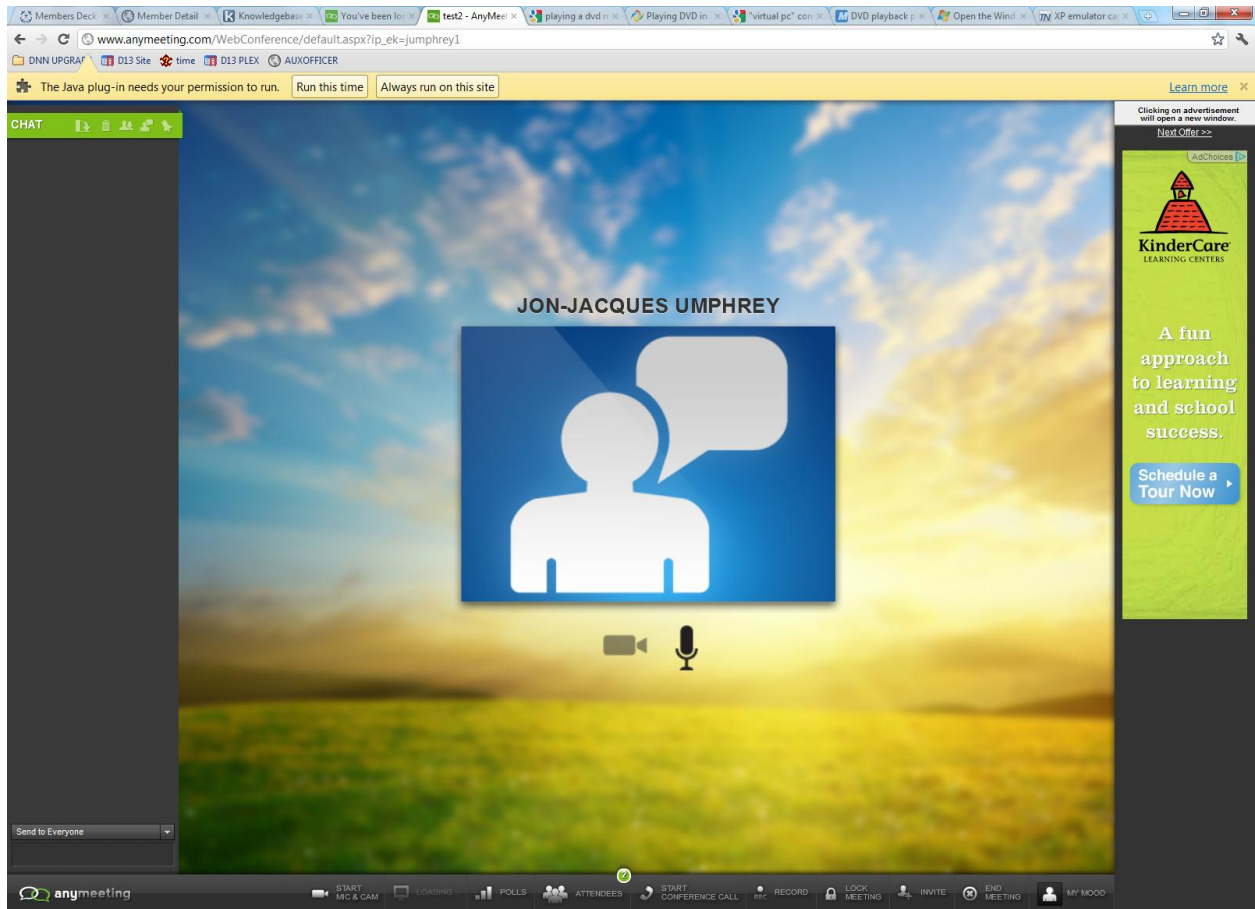 Members Deck
Member Detail
Knowledgebase
You've been log
test2 - AnyMeet
playing a dvd
Playing DVD in
"virtual pc" con
DVD playback p
Open the Wind
XP emulator ca
www.anymeeting.com/WebConference/default.aspx?ip_ek=jumphrey1
DNN UPGRA
D13 Site
time
D13 PLEX
AUXOFFICER
The Java plug-in needs your permission to run.
Run this time
Always run on this site
Learn more
CHAT
Clicking on advertisement
will open a new window.
Next Offer >>
AdChoices
KinderCare
LEARNING CENTERS
JON-JACQUES UMPHREY
A fun
approach
to learning
and school
success.
Schedule a
Tour Now
Send to Everyone
2
anymeeting
START
MIC & CAM
LOADING
POLLS
ATTENDEES
START
CONFERENCE CALL
REC
RECORD
LOCK
MEETING
INVITE
END
MEETING
MY MOOD